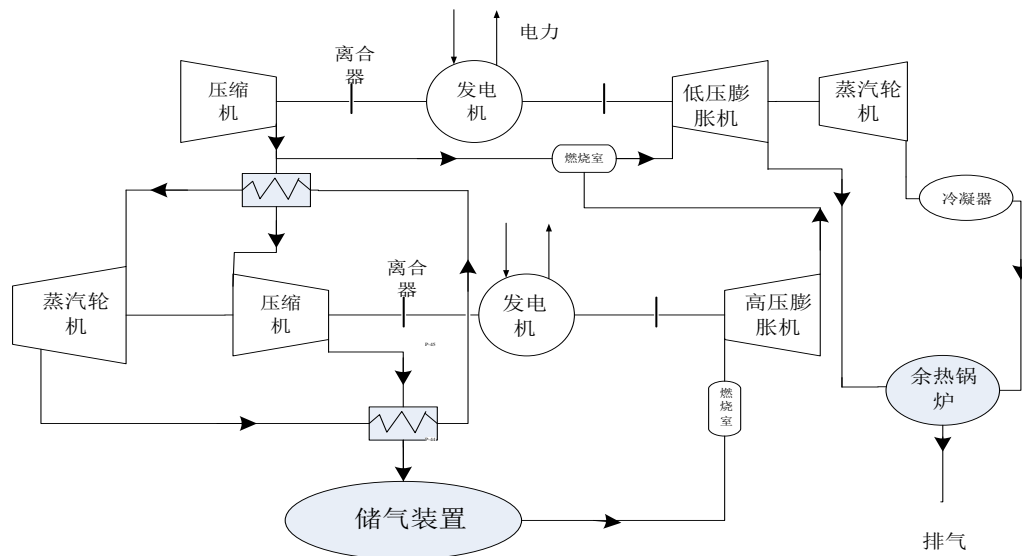 电力
离合
器
压缩
机
发电
机
低压膨
胀机
蒸汽轮
机
燃烧室
冷凝器
离合
器
蒸汽轮
机
压缩
机
发电
机
高压膨
胀机
余热锅
炉
燃
烧
室
储气装置
排气